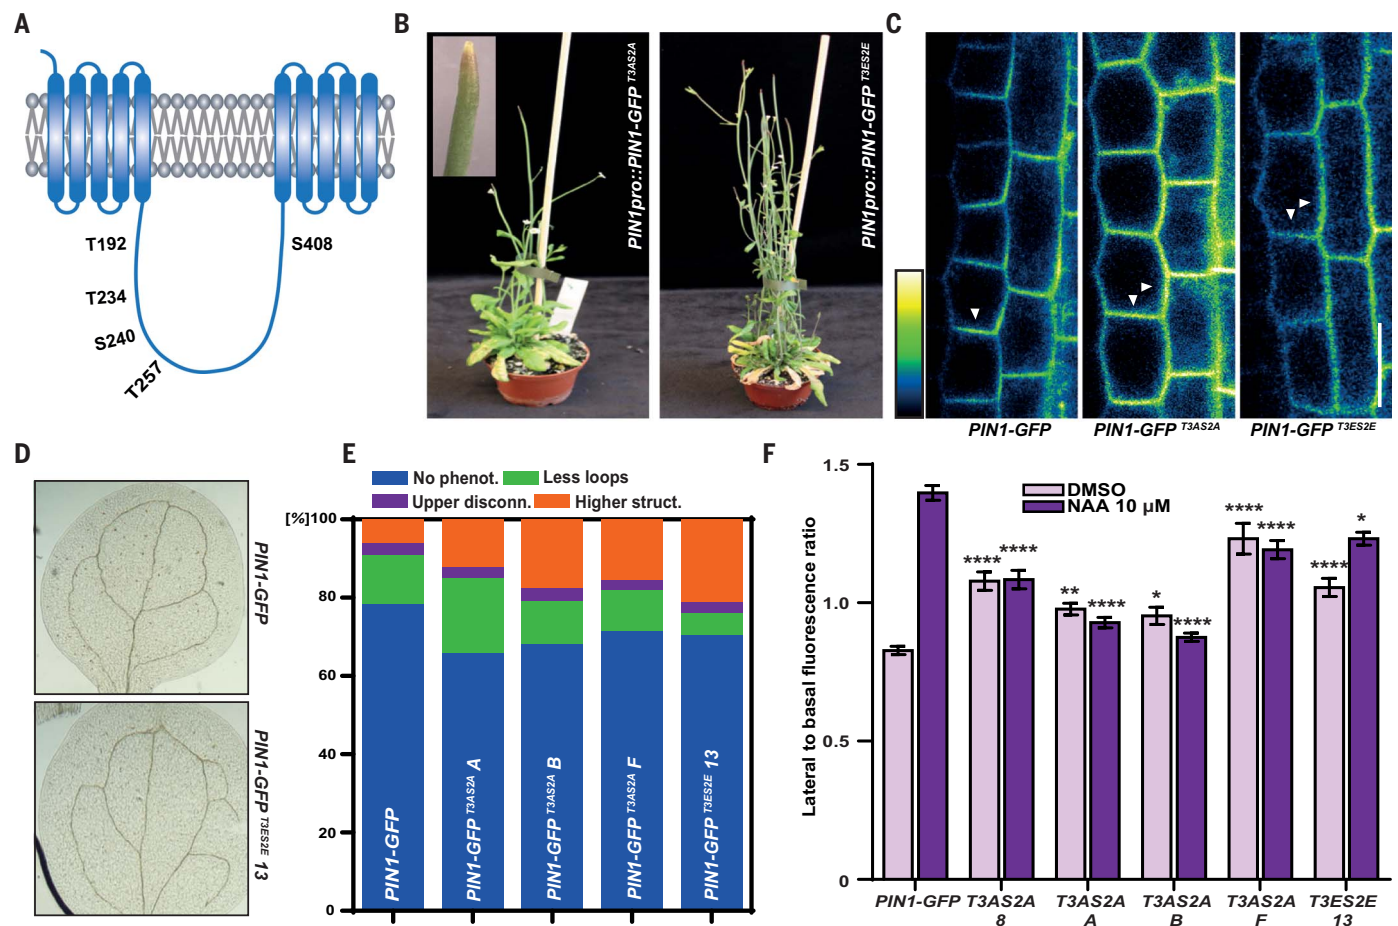 A
T192
T234
S240
T257
S408
B
PIN1pro::PIN1-GFP T3AS2A
PIN1pro::PIN1-GFP T3ES2E
C
PIN1-GFP
PIN1-GFP T3AS2A
PIN1-GFP T3ES2E
D
PIN1-GFP
PIN1-GFP T3ES2E 13
E
No phenot.
Less loops
Upper disconn.
Higher struct.
[%]100
80
60
40
20
0
PIN1-GFP
PIN1-GFP T3AS2A A
PIN1-GFP T3AS2A B
PIN1-GFP T3AS2A F
PIN1-GFP T3ES2E 13
F
Lateral to basal fluorescence ratio
1.5
1.0
0.5
0
DMSO
NAA 10 µM
**** ****
** ****
* ****
**** ****
**** *
PIN1-GFP
T3AS2A
8
T3AS2A
A
T3AS2A
B
T3AS2A
F
T3ES2E
13